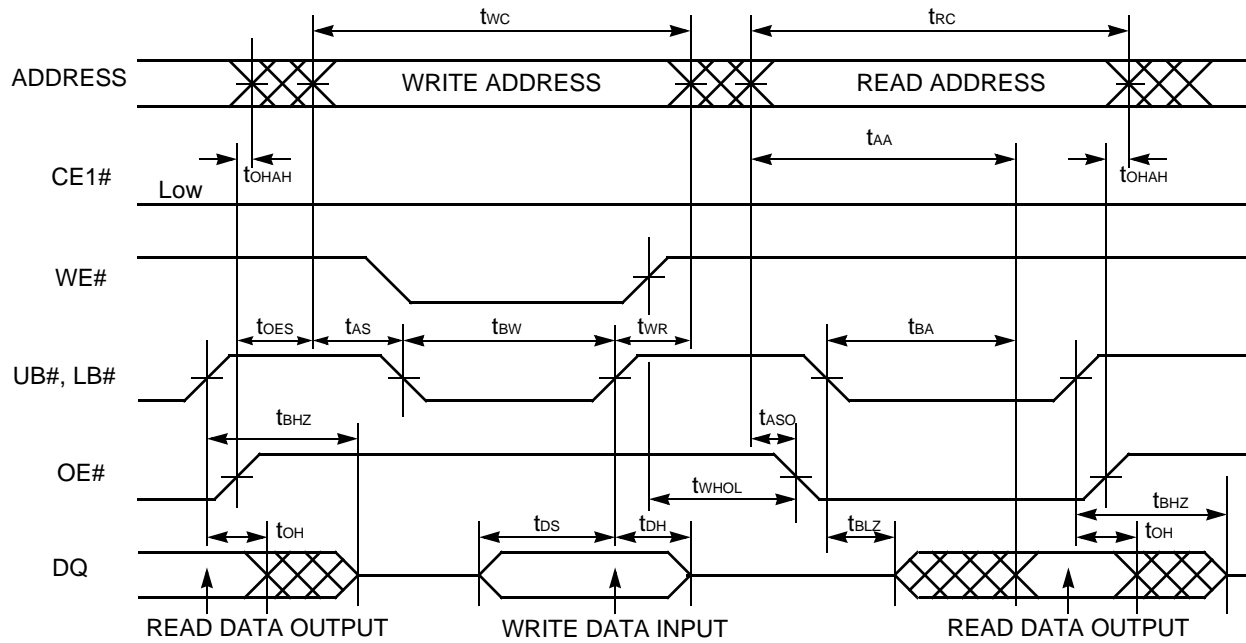 tWC tRC
ADDRESS WRITE ADDRESS READ ADDRESS
tAA
CE1# tOHAH tOHAH
Low
WE#
tOES tAS tBW tWR tBA
UB#, LB#
tBHZ tASO
OE#
tWHOL tBHZ
tOH tDS tDH tBLZ tOH
DQ
READ DATA OUTPUT WRITE DATA INPUT READ DATA OUTPUT